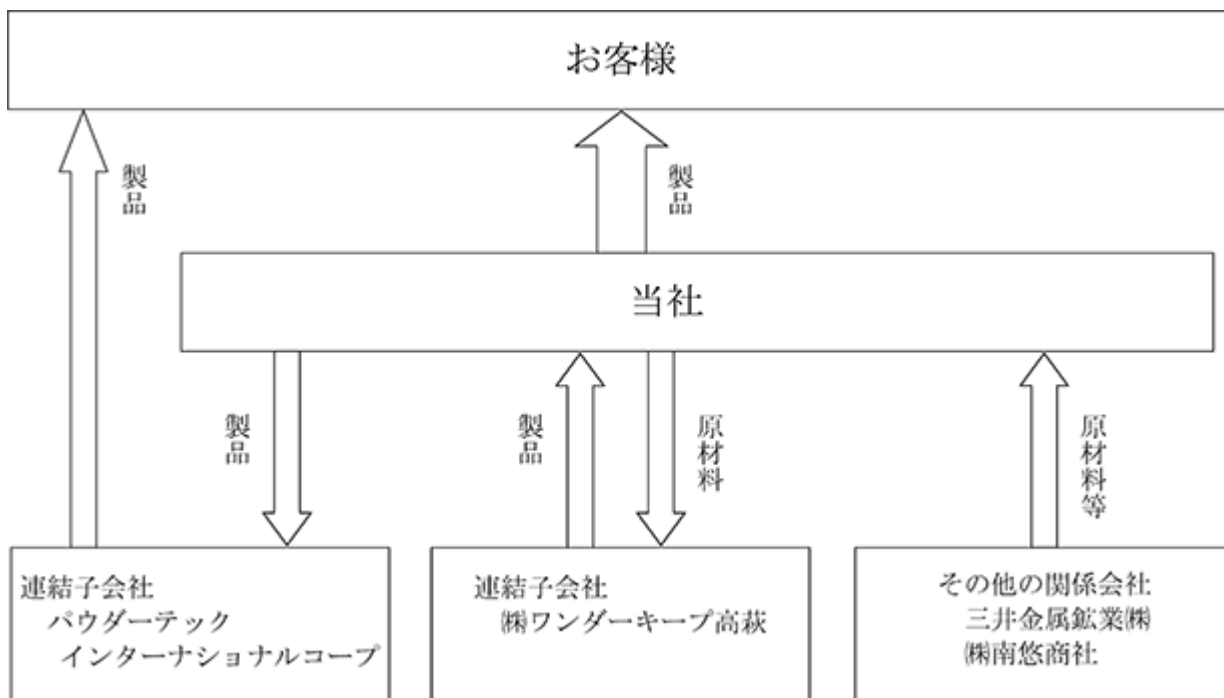 お客様
製品
製品
当社
製品
製品
原材料
原材料等
連結子会社
パウダーテック
インターナショナルコープ
連結子会社
㈱ワンダーキープ高萩
その他の関係会社
三井金属鉱業㈱
㈱南悠商社